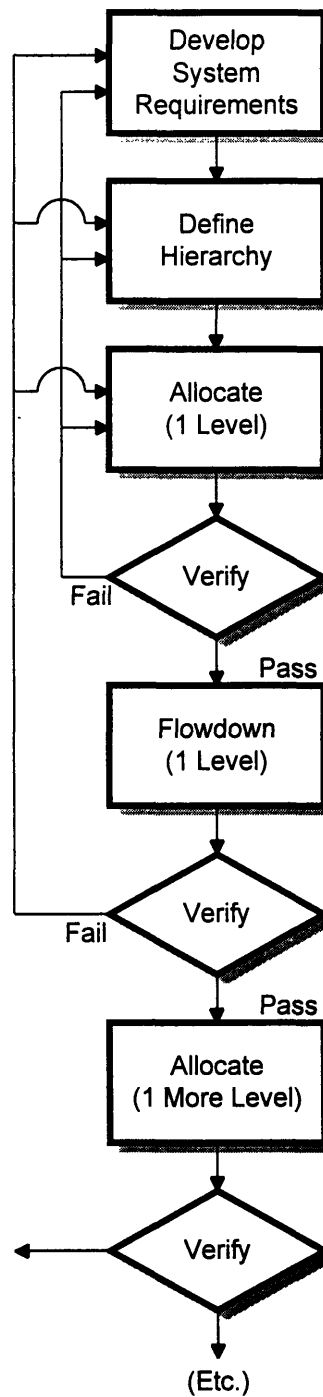 Develop
System
Requirements
Define
Hierarchy
Allocate
(1 Level)
Verify
Fail
Pass
Flowdown
(1 Level)
Verify
Fail
Pass
Allocate
(1 More Level)
Verify
(Etc.)